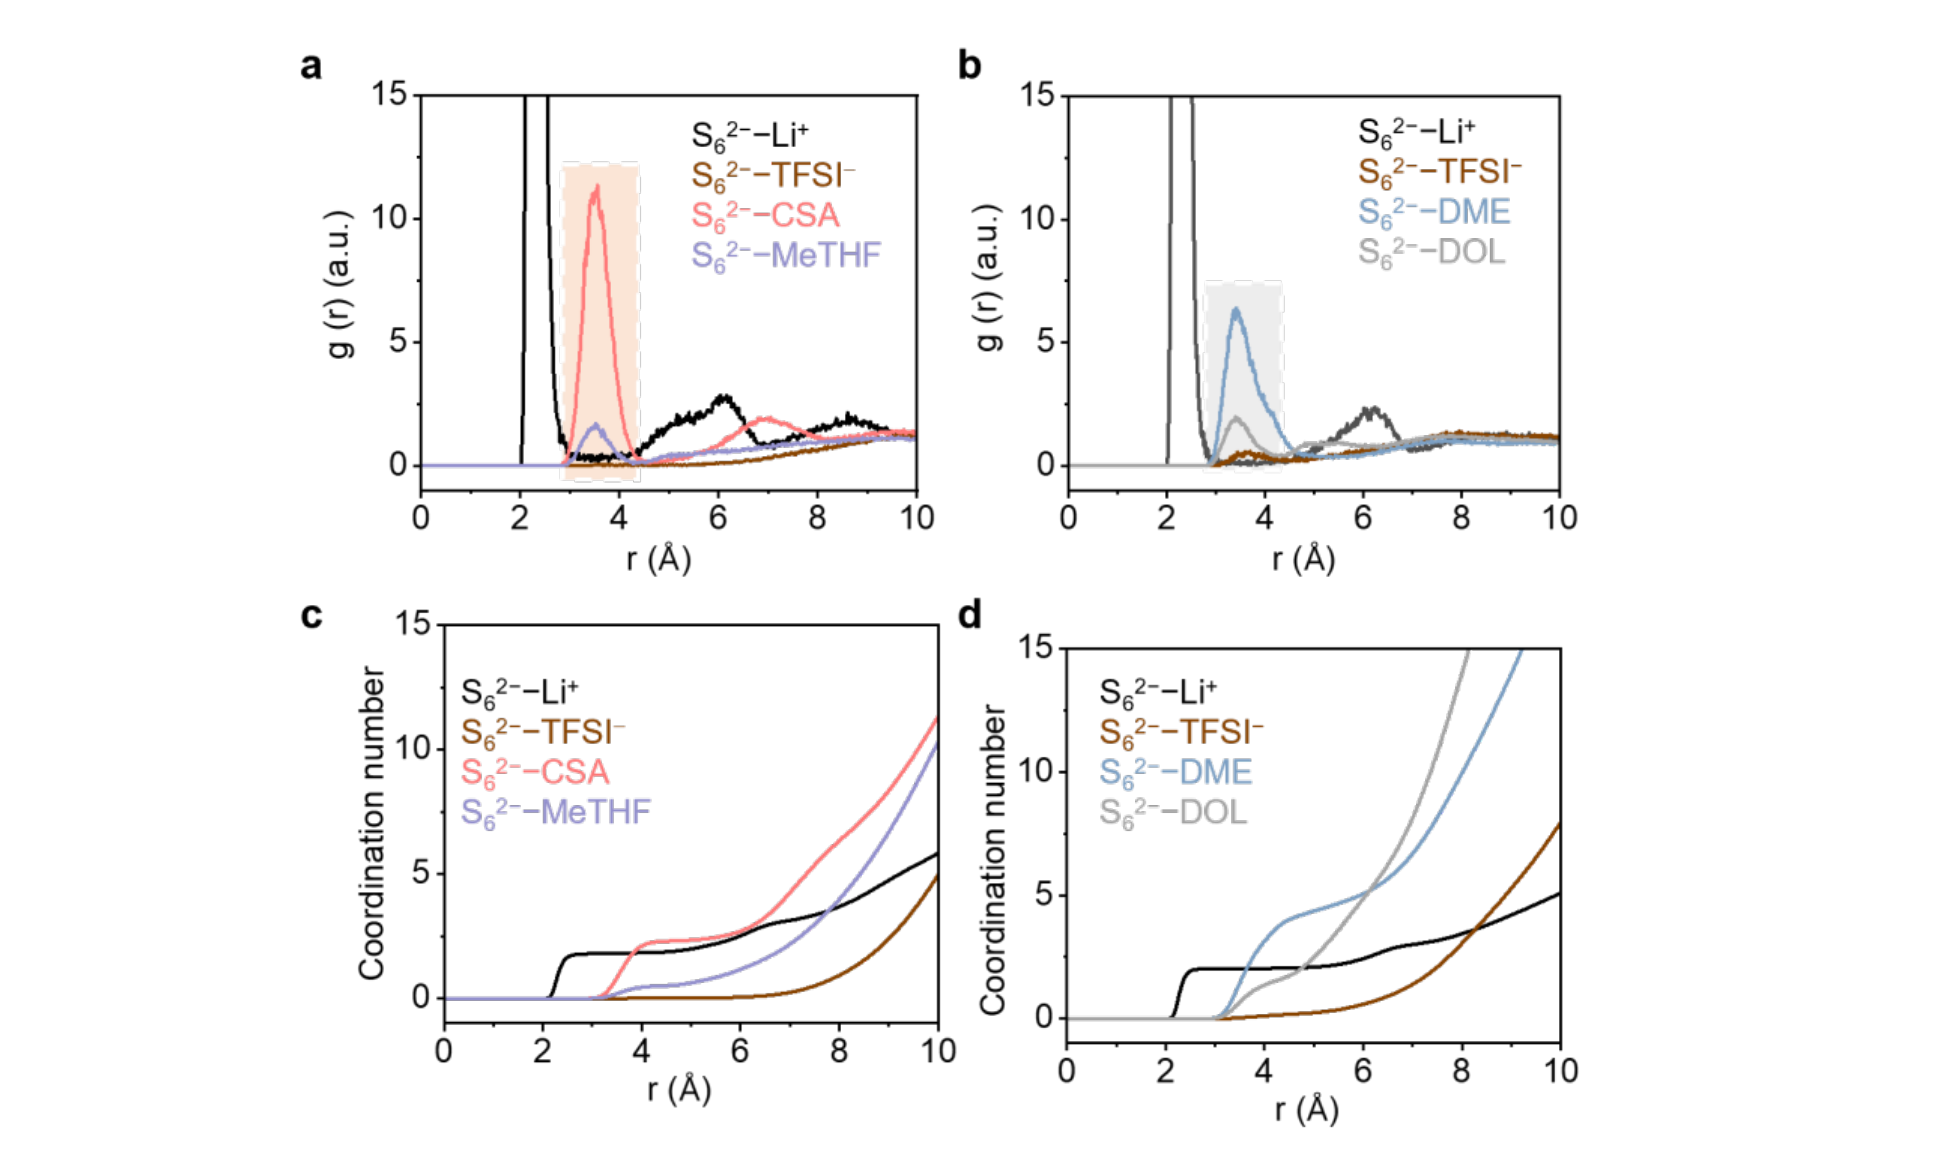 a
15
10
5
0
g (r) (a.u.)
S₆²⁻–Li⁺
S₆²⁻–TFSI⁻
S₆²⁻–CSA
S₆²⁻–MeTHF
0 2 4 6 8 10
r (Å)
b
15
10
5
0
g (r) (a.u.)
S₆²⁻–Li⁺
S₆²⁻–TFSI⁻
S₆²⁻–DME
S₆²⁻–DOL
0 2 4 6 8 10
r (Å)
c
15
10
5
0
Coordination number
S₆²⁻–Li⁺
S₆²⁻–TFSI⁻
S₆²⁻–CSA
S₆²⁻–MeTHF
0 2 4 6 8 10
r (Å)
d
15
10
5
0
Coordination number
S₆²⁻–Li⁺
S₆²⁻–TFSI⁻
S₆²⁻–DME
S₆²⁻–DOL
0 2 4 6 8 10
r (Å)